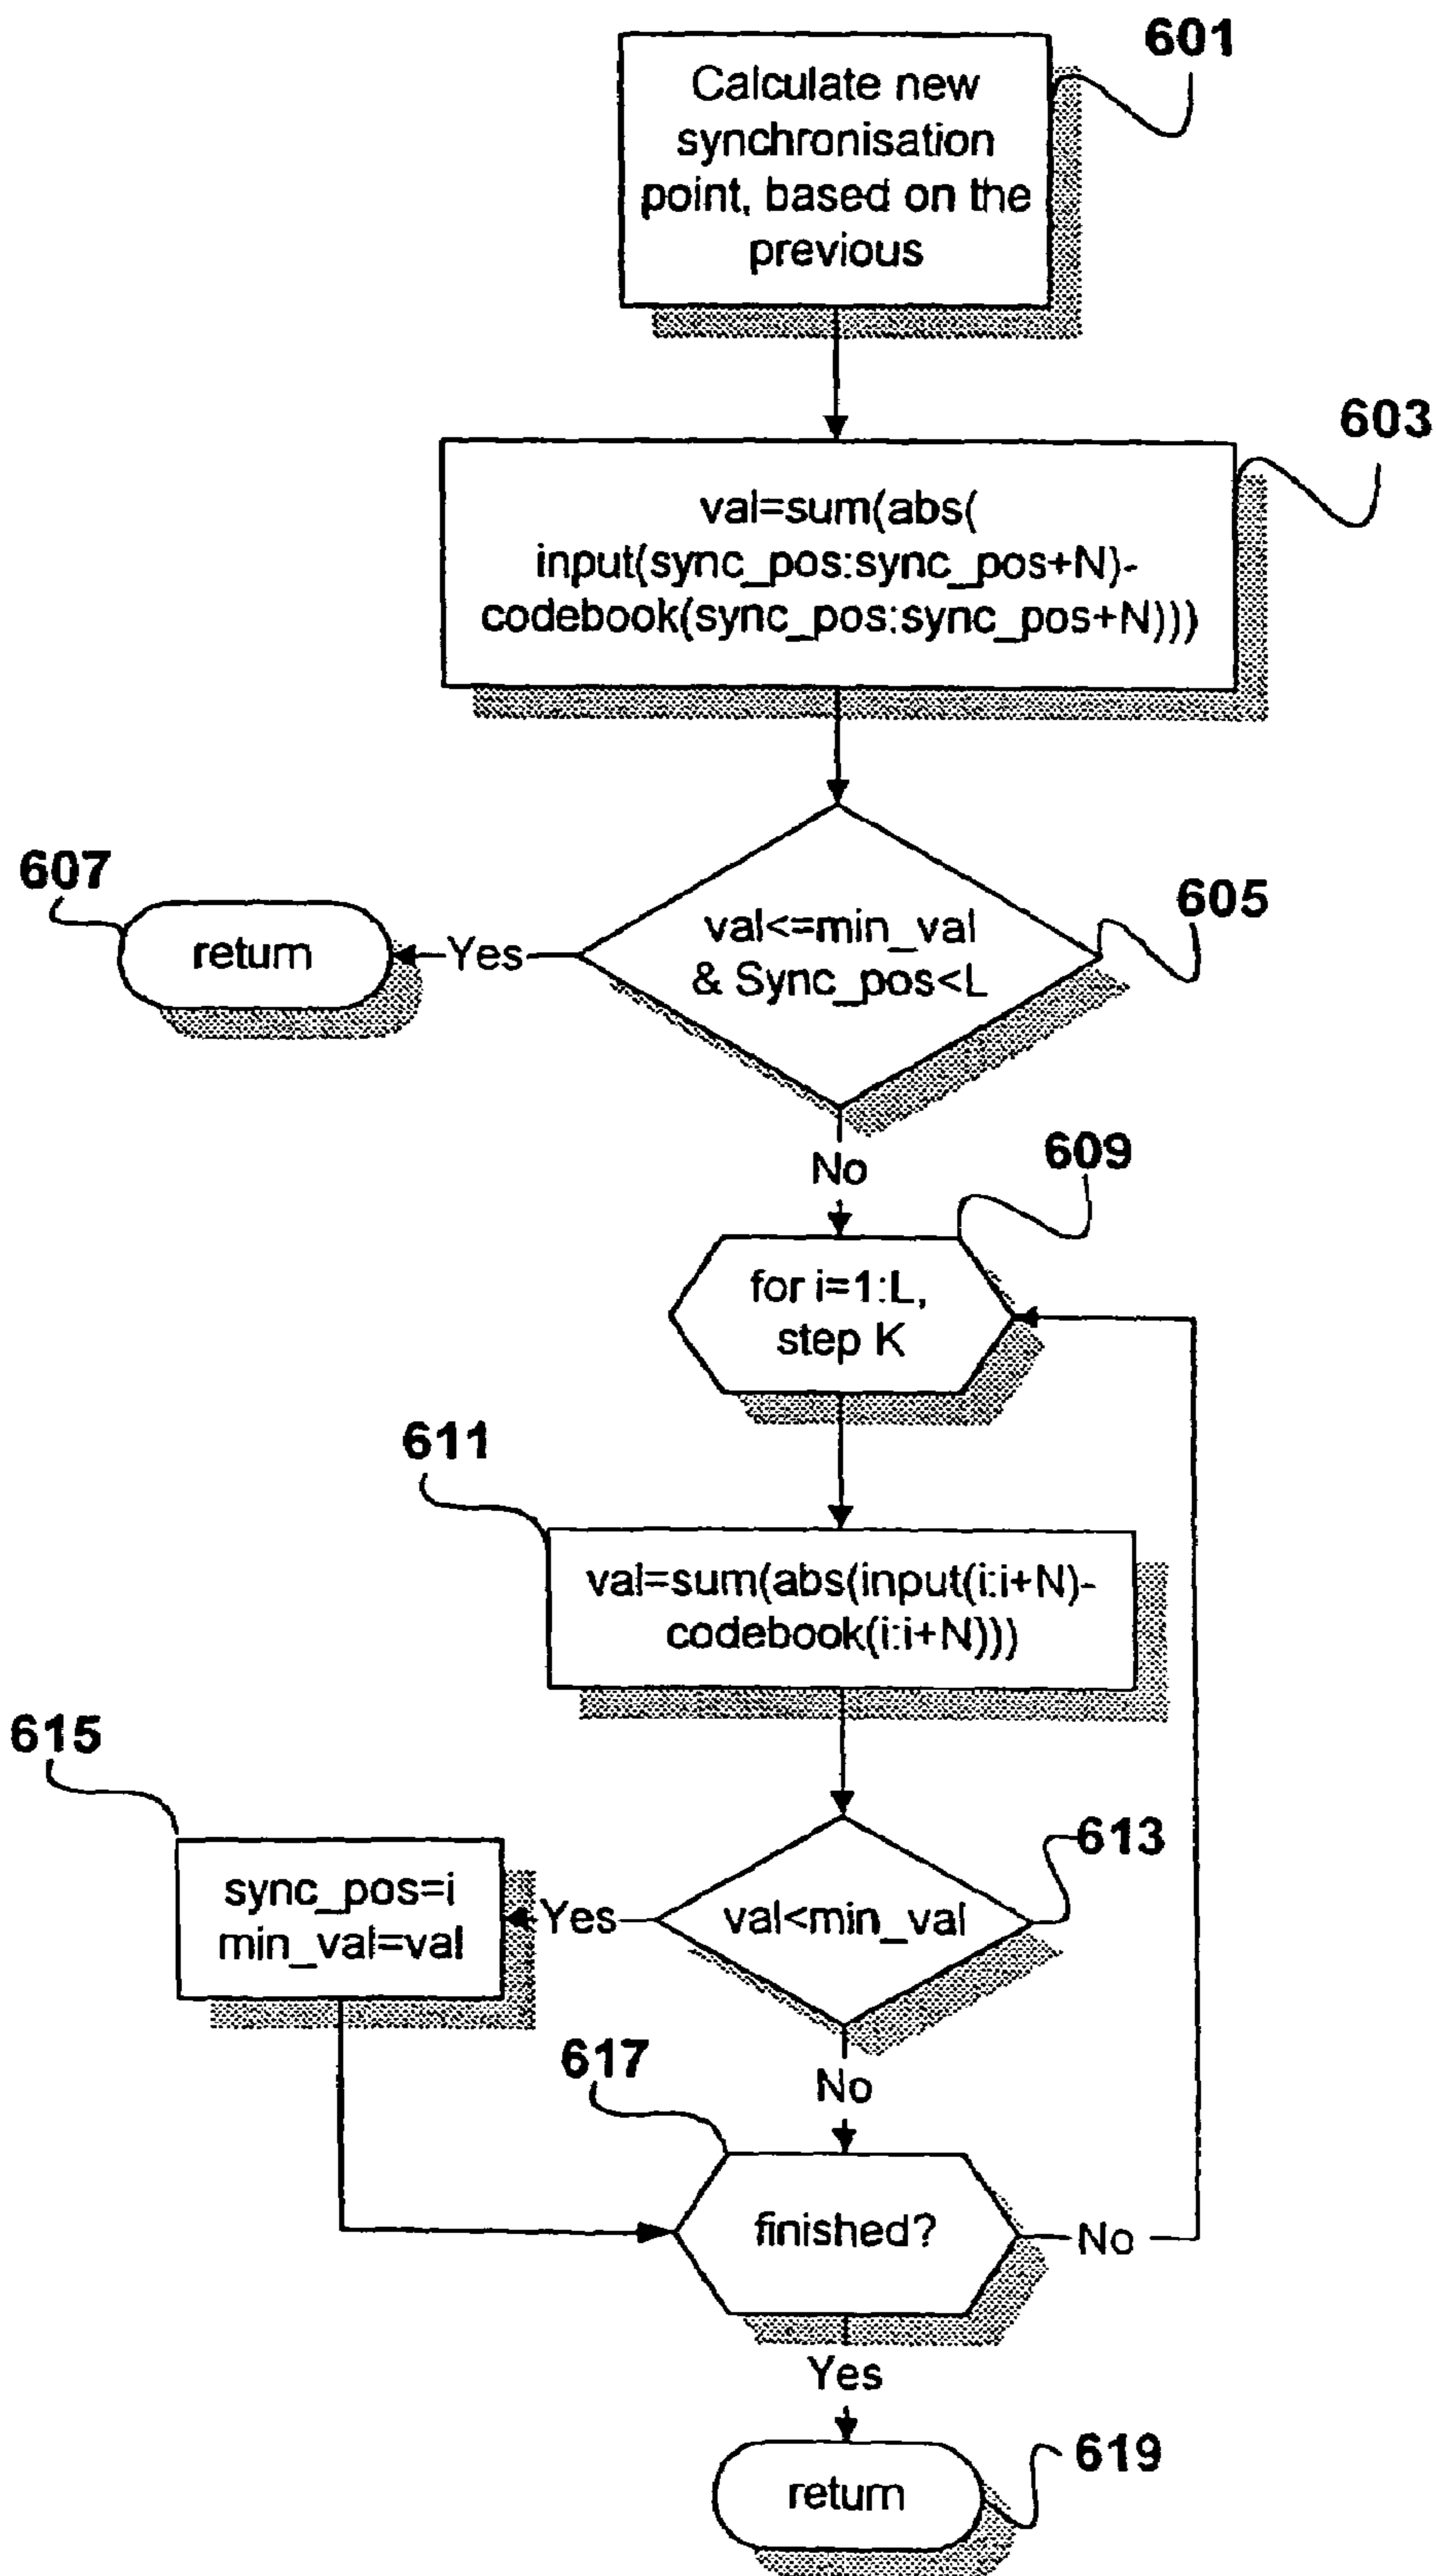 601
Calculate new
synchronisation
point, based on the
previous
603
val=sum(abs(
input(sync_pos:sync_pos+N)-
codebook(sync_pos:sync_pos+N)))
607
return
Yes
val<=min_val
& Sync_pos<L
605
No
609
for i=1:L,
step K
611
val=sum(abs(input(i:i+N)-
codebook(i:i+N)))
615
sync_pos=i
min_val=val
Yes
val<min_val
613
No
617
finished?
No
Yes
return
619